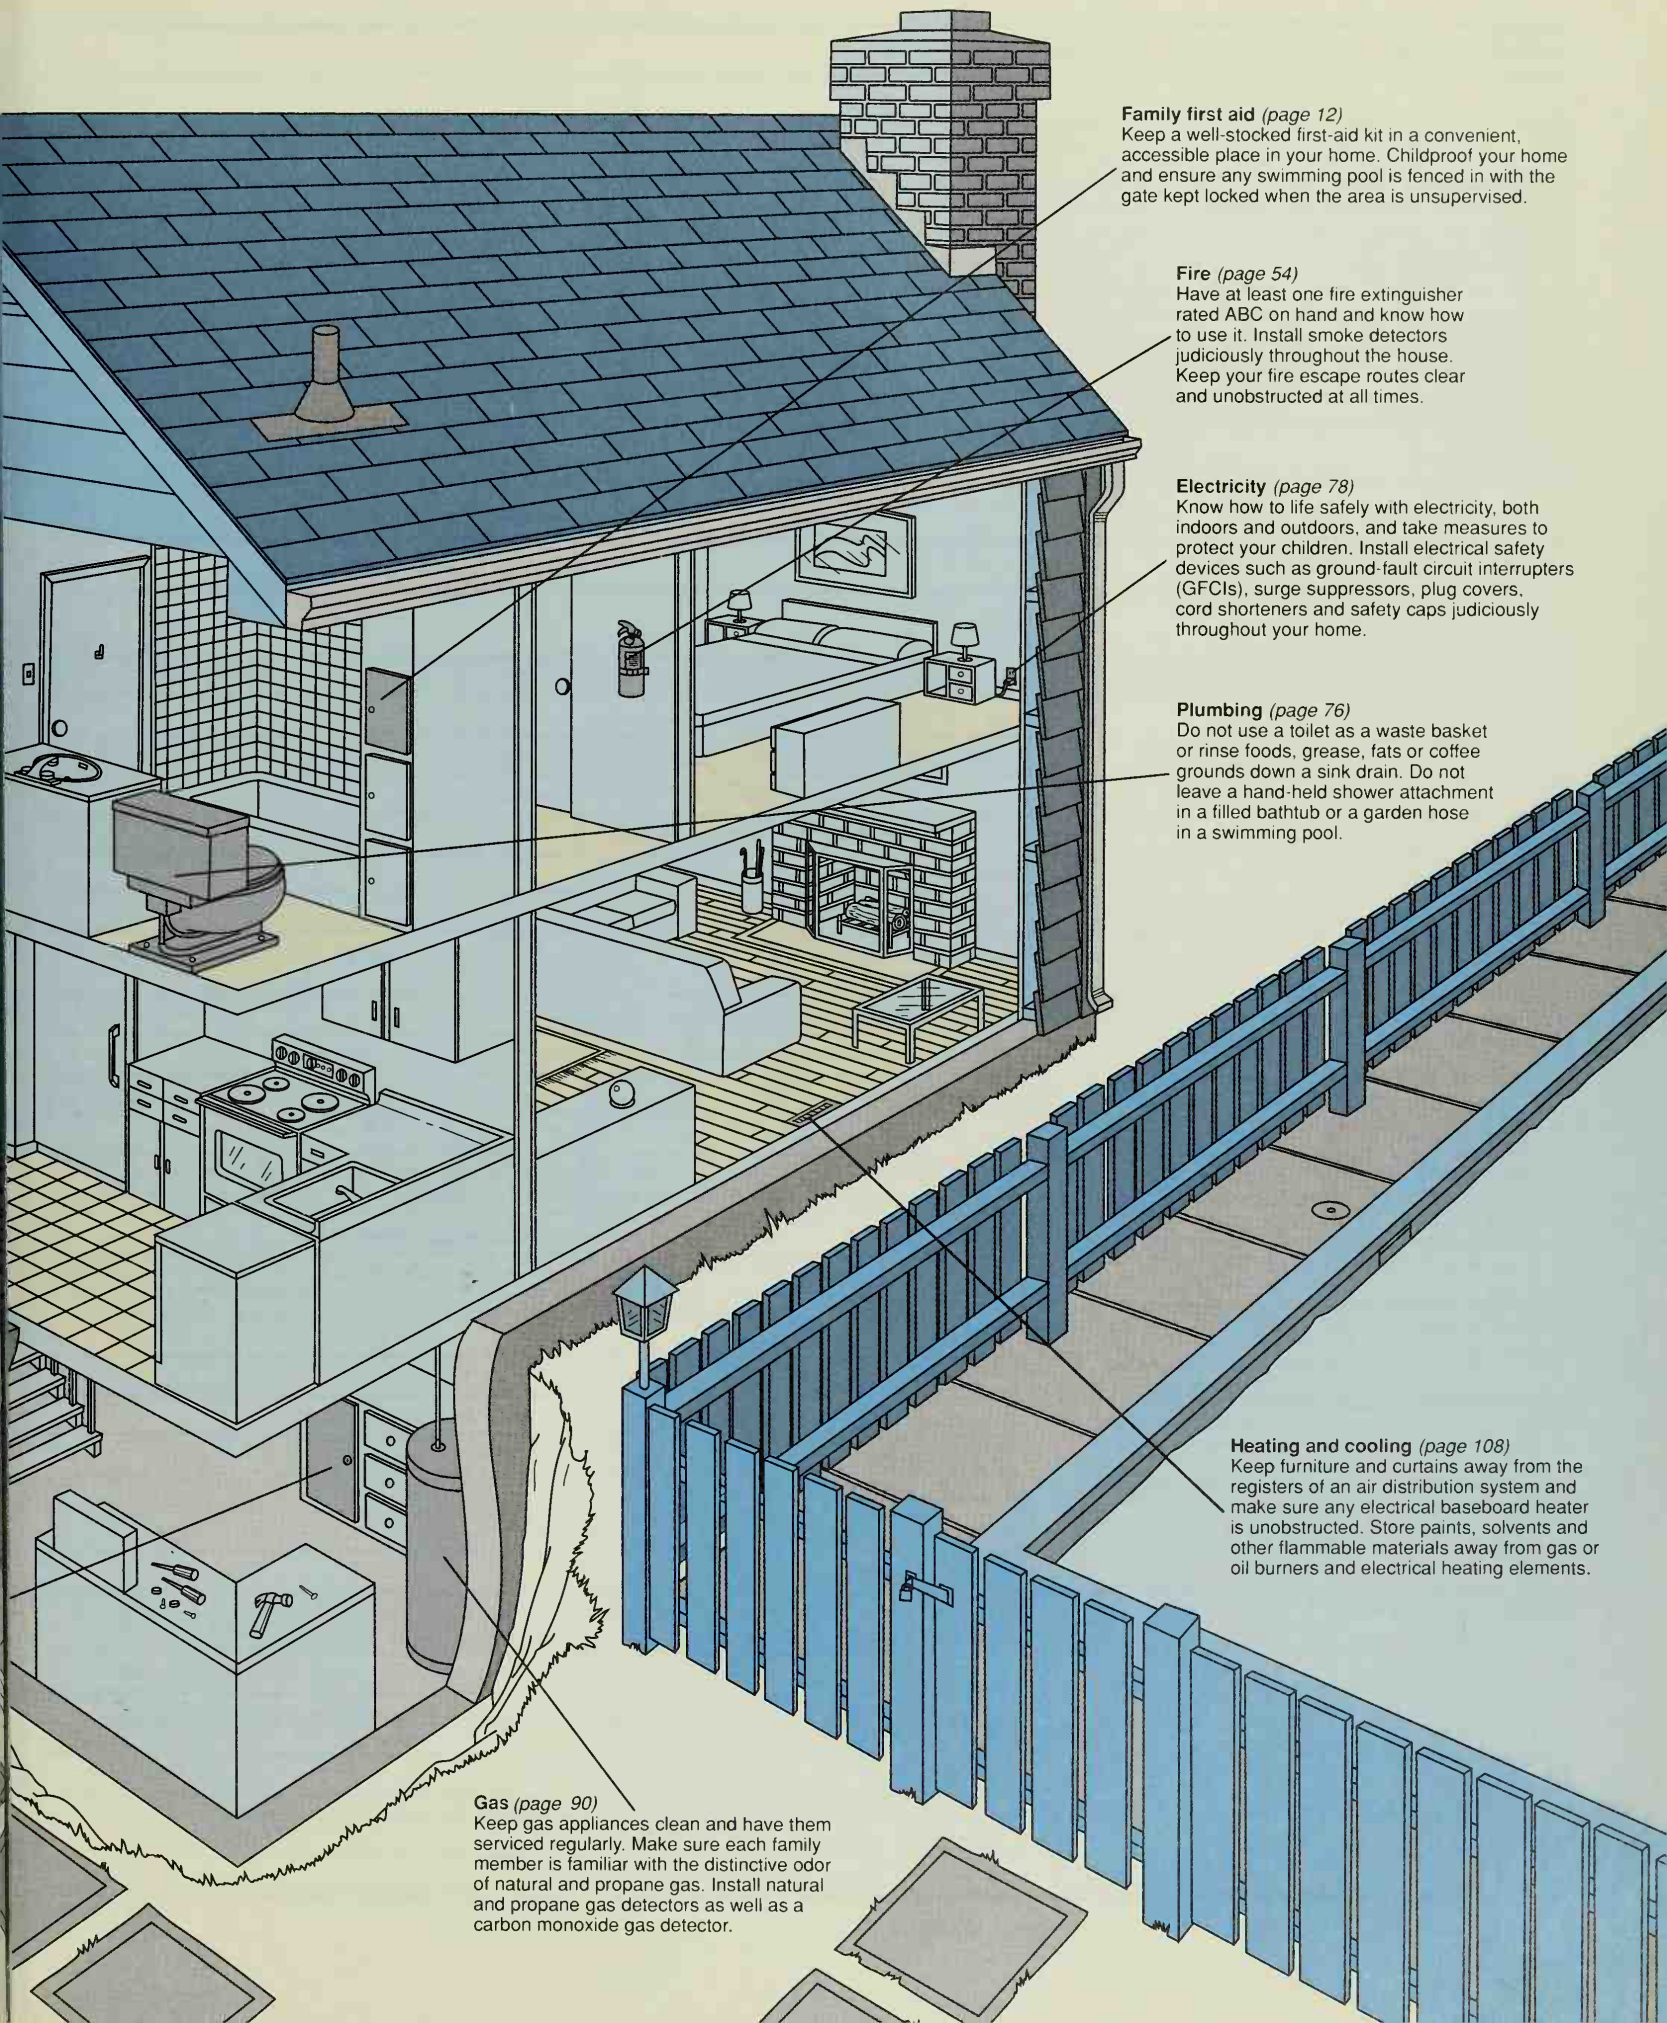 Family first aid (page 12)
Keep a well-stocked first-aid kit in a convenient,
accessible place in your home. Childproof your home
and ensure any swimming pool is fenced in with the
gate kept locked when the area is unsupervised.
Fire (page 54)
Have at least one fire extinguisher
rated ABC on hand and know how
to use it. Install smoke detectors
judiciously throughout the house.
Keep your fire escape routes clear
and unobstructed at all times.
Electricity (page 78)
Know how to life safely with electricity, both
indoors and outdoors, and take measures to
protect your children. Install electrical safety
devices such as ground-fault circuit interrupters
(GFCIs), surge suppressors, plug covers,
cord shorteners and safety caps judiciously
throughout your home.
Plumbing (page 76)
Do not use a toilet as a waste basket
or rinse foods, grease, fats or coffee
grounds down a sink drain. Do not
leave a hand-held shower attachment
in a filled bathtub or a garden hose
in a swimming pool.
Heating and cooling (page 108)
Keep furniture and curtains away from the
registers of an air distribution system and
make sure any electrical baseboard heater
is unobstructed. Store paints, solvents and
other flammable materials away from gas or
oil burners and electrical heating elements.
Gas (page 90)
Keep gas appliances clean and have them
serviced regularly. Make sure each family
member is familiar with the distinctive odor
of natural and propane gas. Install natural
and propane gas detectors as well as a
carbon monoxide gas detector.